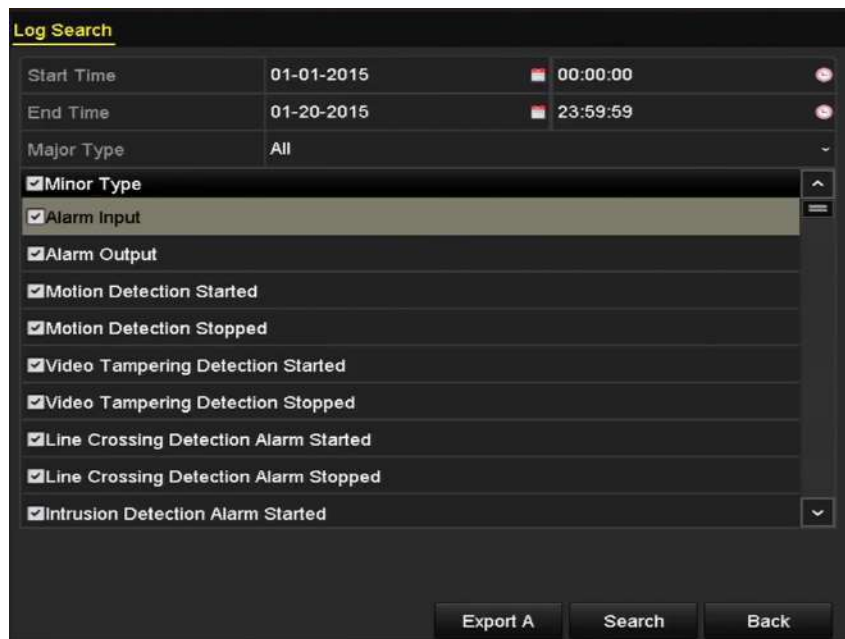 Log Search
Start Time 01-01-2015 00:00:00
End Time 01-20-2015 23:59:59
Major Type All
Minor Type
Alarm Input
Alarm Output
Motion Detection Started
Motion Detection Stopped
Video Tampering Detection Started
Video Tampering Detection Stopped
Line Crossing Detection Alarm Started
Line Crossing Detection Alarm Stopped
Intrusion Detection Alarm Started
Export A Search Back